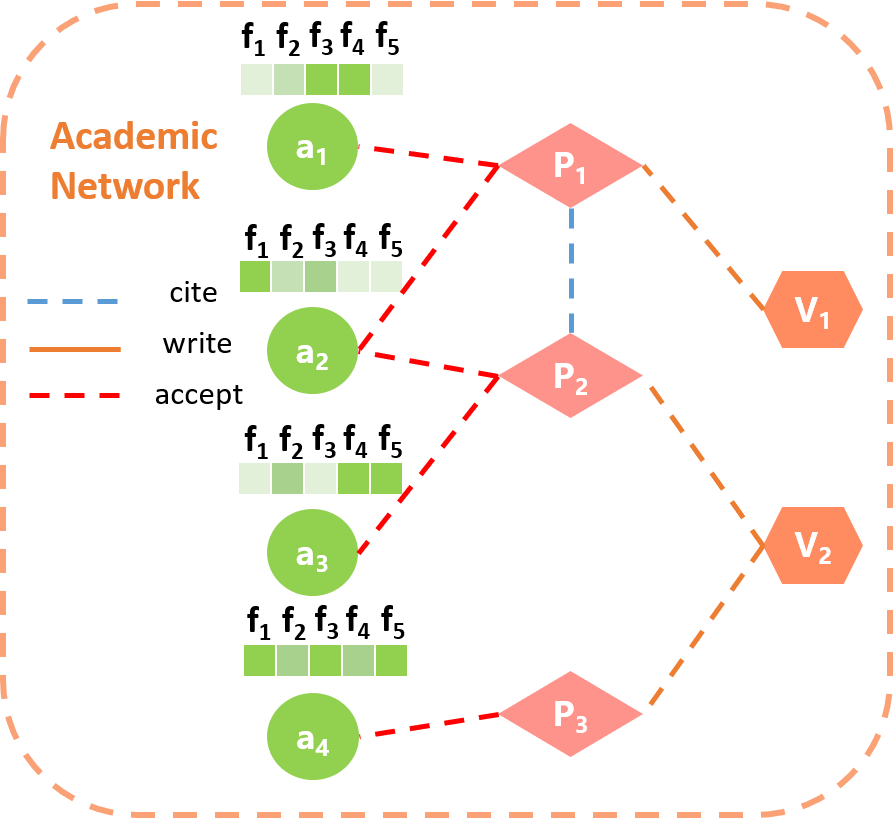 f1 f2 f3 f4 f5
Academic
Network
a1
P1
f1 f2 f3 f4 f5
cite
V1
write
a2
P2
accept
f1 f2 f3 f4 f5
a3
V2
f1 f2 f3 f4 f5
a4
P3